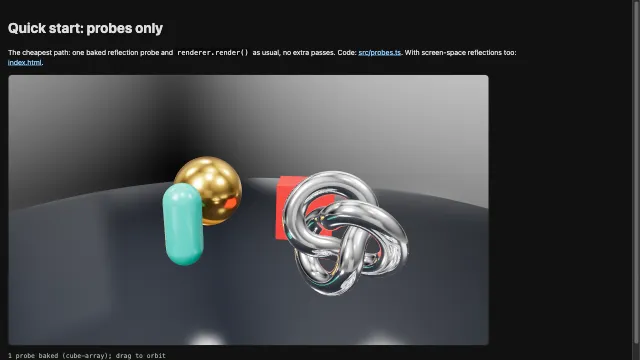 Quick start: probes only
The cheapest path: one baked reflection probe and renderer.render() as usual, no extra passes. Code: src/probes.ts. With screen-space reflections too:
index.html.
1 probe baked (cube-array); drag to orbit